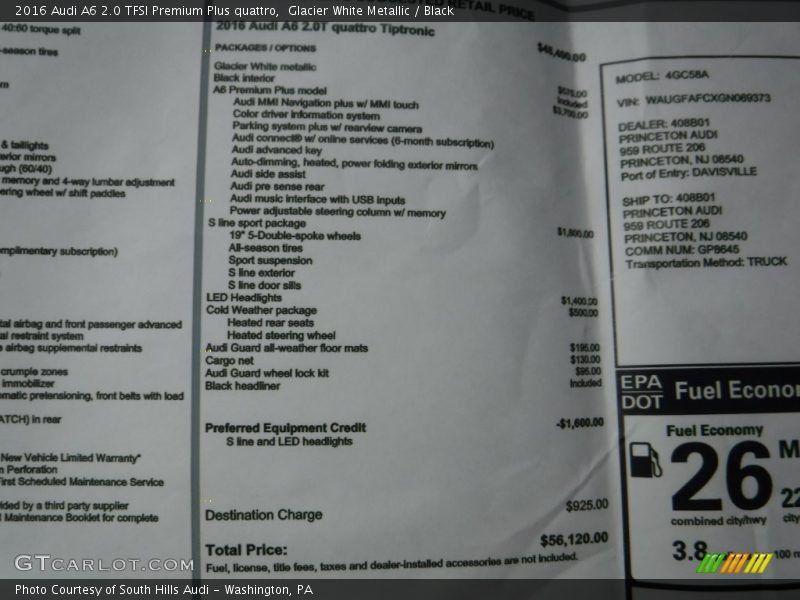 2016 Audi A6 2.0 TFSI Premium Plus quattro, Glacier White Metallic / Black
RETAIL PRICE
40:60 torque split
-season tires
& taillights
erior mirrors
ugh (60/40)
memory and 4-way lumbar adjustment
ering wheel w/ shift paddles
omplimentary subscription)
tal airbag and front passenger advanced
al restraint system
airbag supplemental restraints
crumple zones
immobilizer
omatic pretensioning, front belts with load
ATCH) in rear
New Vehicle Limited Warranty*
n Perforation
First Scheduled Maintenance Service
vided by a third party supplier
Maintenance Booklet for complete
2016 Audi A6 2.0T quattro Tiptronic $48,400.00
PACKAGES / OPTIONS
Glacier White metallic $575.00
Black interior Included
A6 Premium Plus model $3,700.00
Audi MMI Navigation plus w/ MMI touch
Color driver information system
Parking system plus w/ rearview camera
Audi connect® w/ online services (6-month subscription)
Audi advanced key
Auto-dimming, heated, power folding exterior mirrors
Audi side assist
Audi pre sense rear
Audi music interface with USB inputs
Power adjustable steering column w/ memory
S line sport package $1,800.00
19" 5-Double-spoke wheels
All-season tires
Sport suspension
S line exterior
S line door sills
LED Headlights $1,400.00
Cold Weather package $500.00
Heated rear seats
Heated steering wheel
Audi Guard all-weather floor mats $195.00
Cargo net $130.00
Audi Guard wheel lock kit $95.00
Black headliner Included
Preferred Equipment Credit -$1,600.00
S line and LED headlights
Destination Charge $925.00
Total Price: $56,120.00
Fuel, license, title fees, taxes and dealer-installed accessories are not included.
MODEL: 4GC58A
VIN: WAUGFAFCXGN069373
DEALER: 408B01
PRINCETON AUDI
959 ROUTE 206
PRINCETON, NJ 08540
Port of Entry: DAVISVILLE
SHIP TO: 408B01
PRINCETON AUDI
959 ROUTE 206
PRINCETON, NJ 08540
COMM NUM: GP8645
Transportation Method: TRUCK
EPA
DOT
Fuel Econo
Fuel Economy
26 M
22
combined city/hwy city
3.8
100 m
GTCARLOT.COM
Photo Courtesy of South Hills Audi - Washington, PA